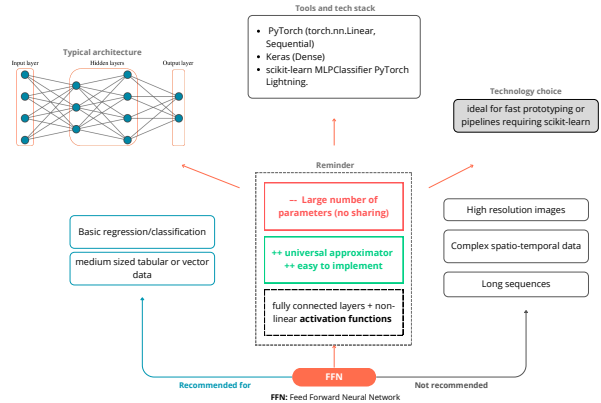 Tools and tech stack
PyTorch (torch.nn.Linear,
Sequential)
Keras (Dense)
scikit-learn MLPClassifier PyTorch
Lightning.
Typical architecture
Input layer
Hidden layers
Output layer
Technology choice
ideal for fast prototyping or
pipelines requiring scikit-learn
Reminder
-- Large number of
parameters (no sharing)
++ universal approximator
++ easy to implement
fully connected layers + non-
linear activation functions
Basic regression/classification
medium sized tabular or vector
data
High resolution images
Complex spatio-temporal data
Long sequences
FFN
Recommended for
Not recommended
FFN: Feed Forward Neural Network